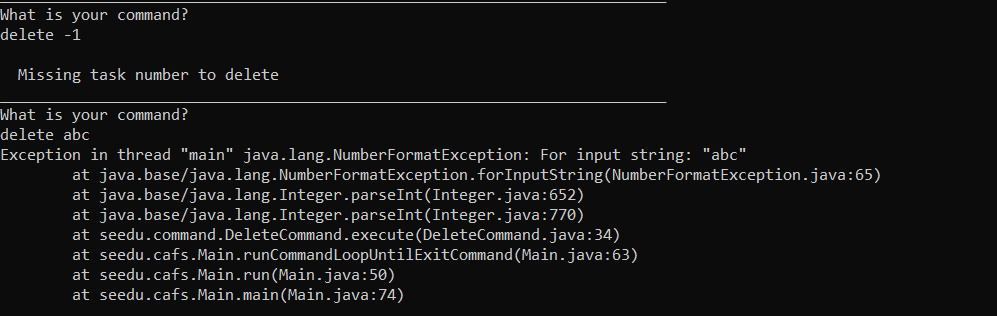 What is your command?
delete -1
Missing task number to delete
What is your command?
delete abc
Exception in thread "main" java.lang.NumberFormatException: For input string: "abc"
at java.base/java.lang.NumberFormatException.forInputString(NumberFormatException.java:65)
at java.base/java.lang.Integer.parseInt(Integer.java:652)
at java.base/java.lang.Integer.parseInt(Integer.java:770)
at seedu.command.DeleteCommand.execute(DeleteCommand.java:34)
at seedu.cafs.Main.runCommandLoopUntilExitCommand(Main.java:63)
at seedu.cafs.Main.run(Main.java:50)
at seedu.cafs.Main.main(Main.java:74)